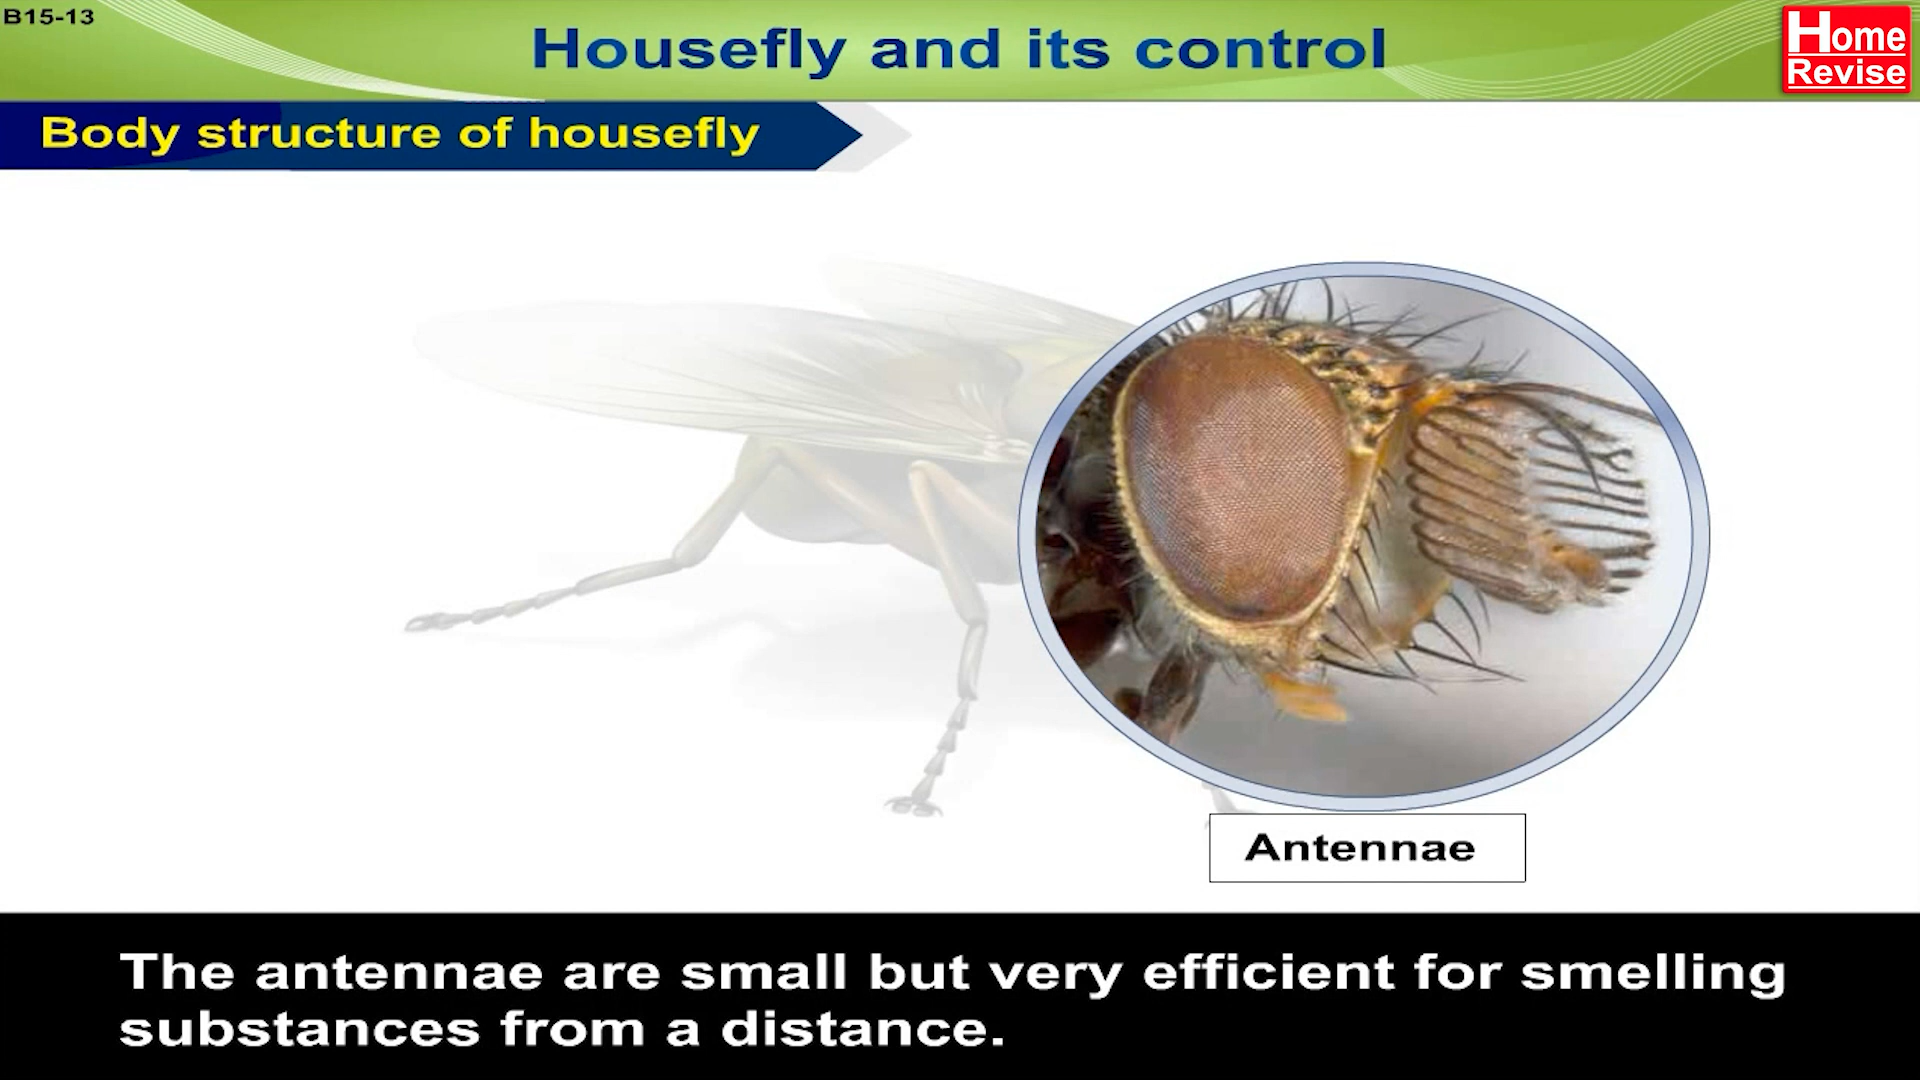 B15-13
Housefly and its control
Home
Revise
Body structure of housefly
Antennae
The antennae are small but very efficient for smelling
substances from a distance.